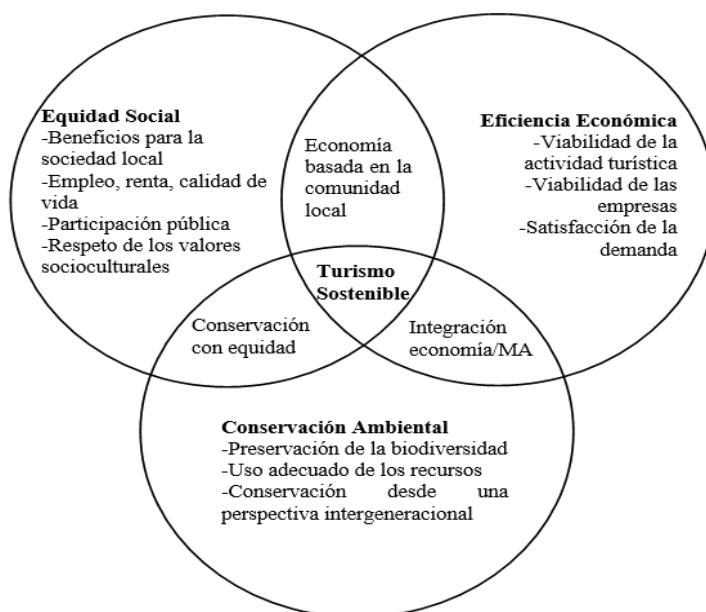 Equidad Social
-Beneficios para la
sociedad local
-Empleo, renta, calidad de
vida
-Participación pública
-Respeto de los valores
socioculturales
Economía
basada en la
comunidad
local
Eficiencia Económica
-Viabilidad de la
actividad turística
-Viabilidad de las
empresas
-Satisfacción de la
demanda
Turismo
Sostenible
Conservación
con equidad
Integración
economía/MA
Conservación Ambiental
-Preservación de la biodiversidad
-Uso adecuado de los recursos
-Conservación desde una
perspectiva intergeneracional